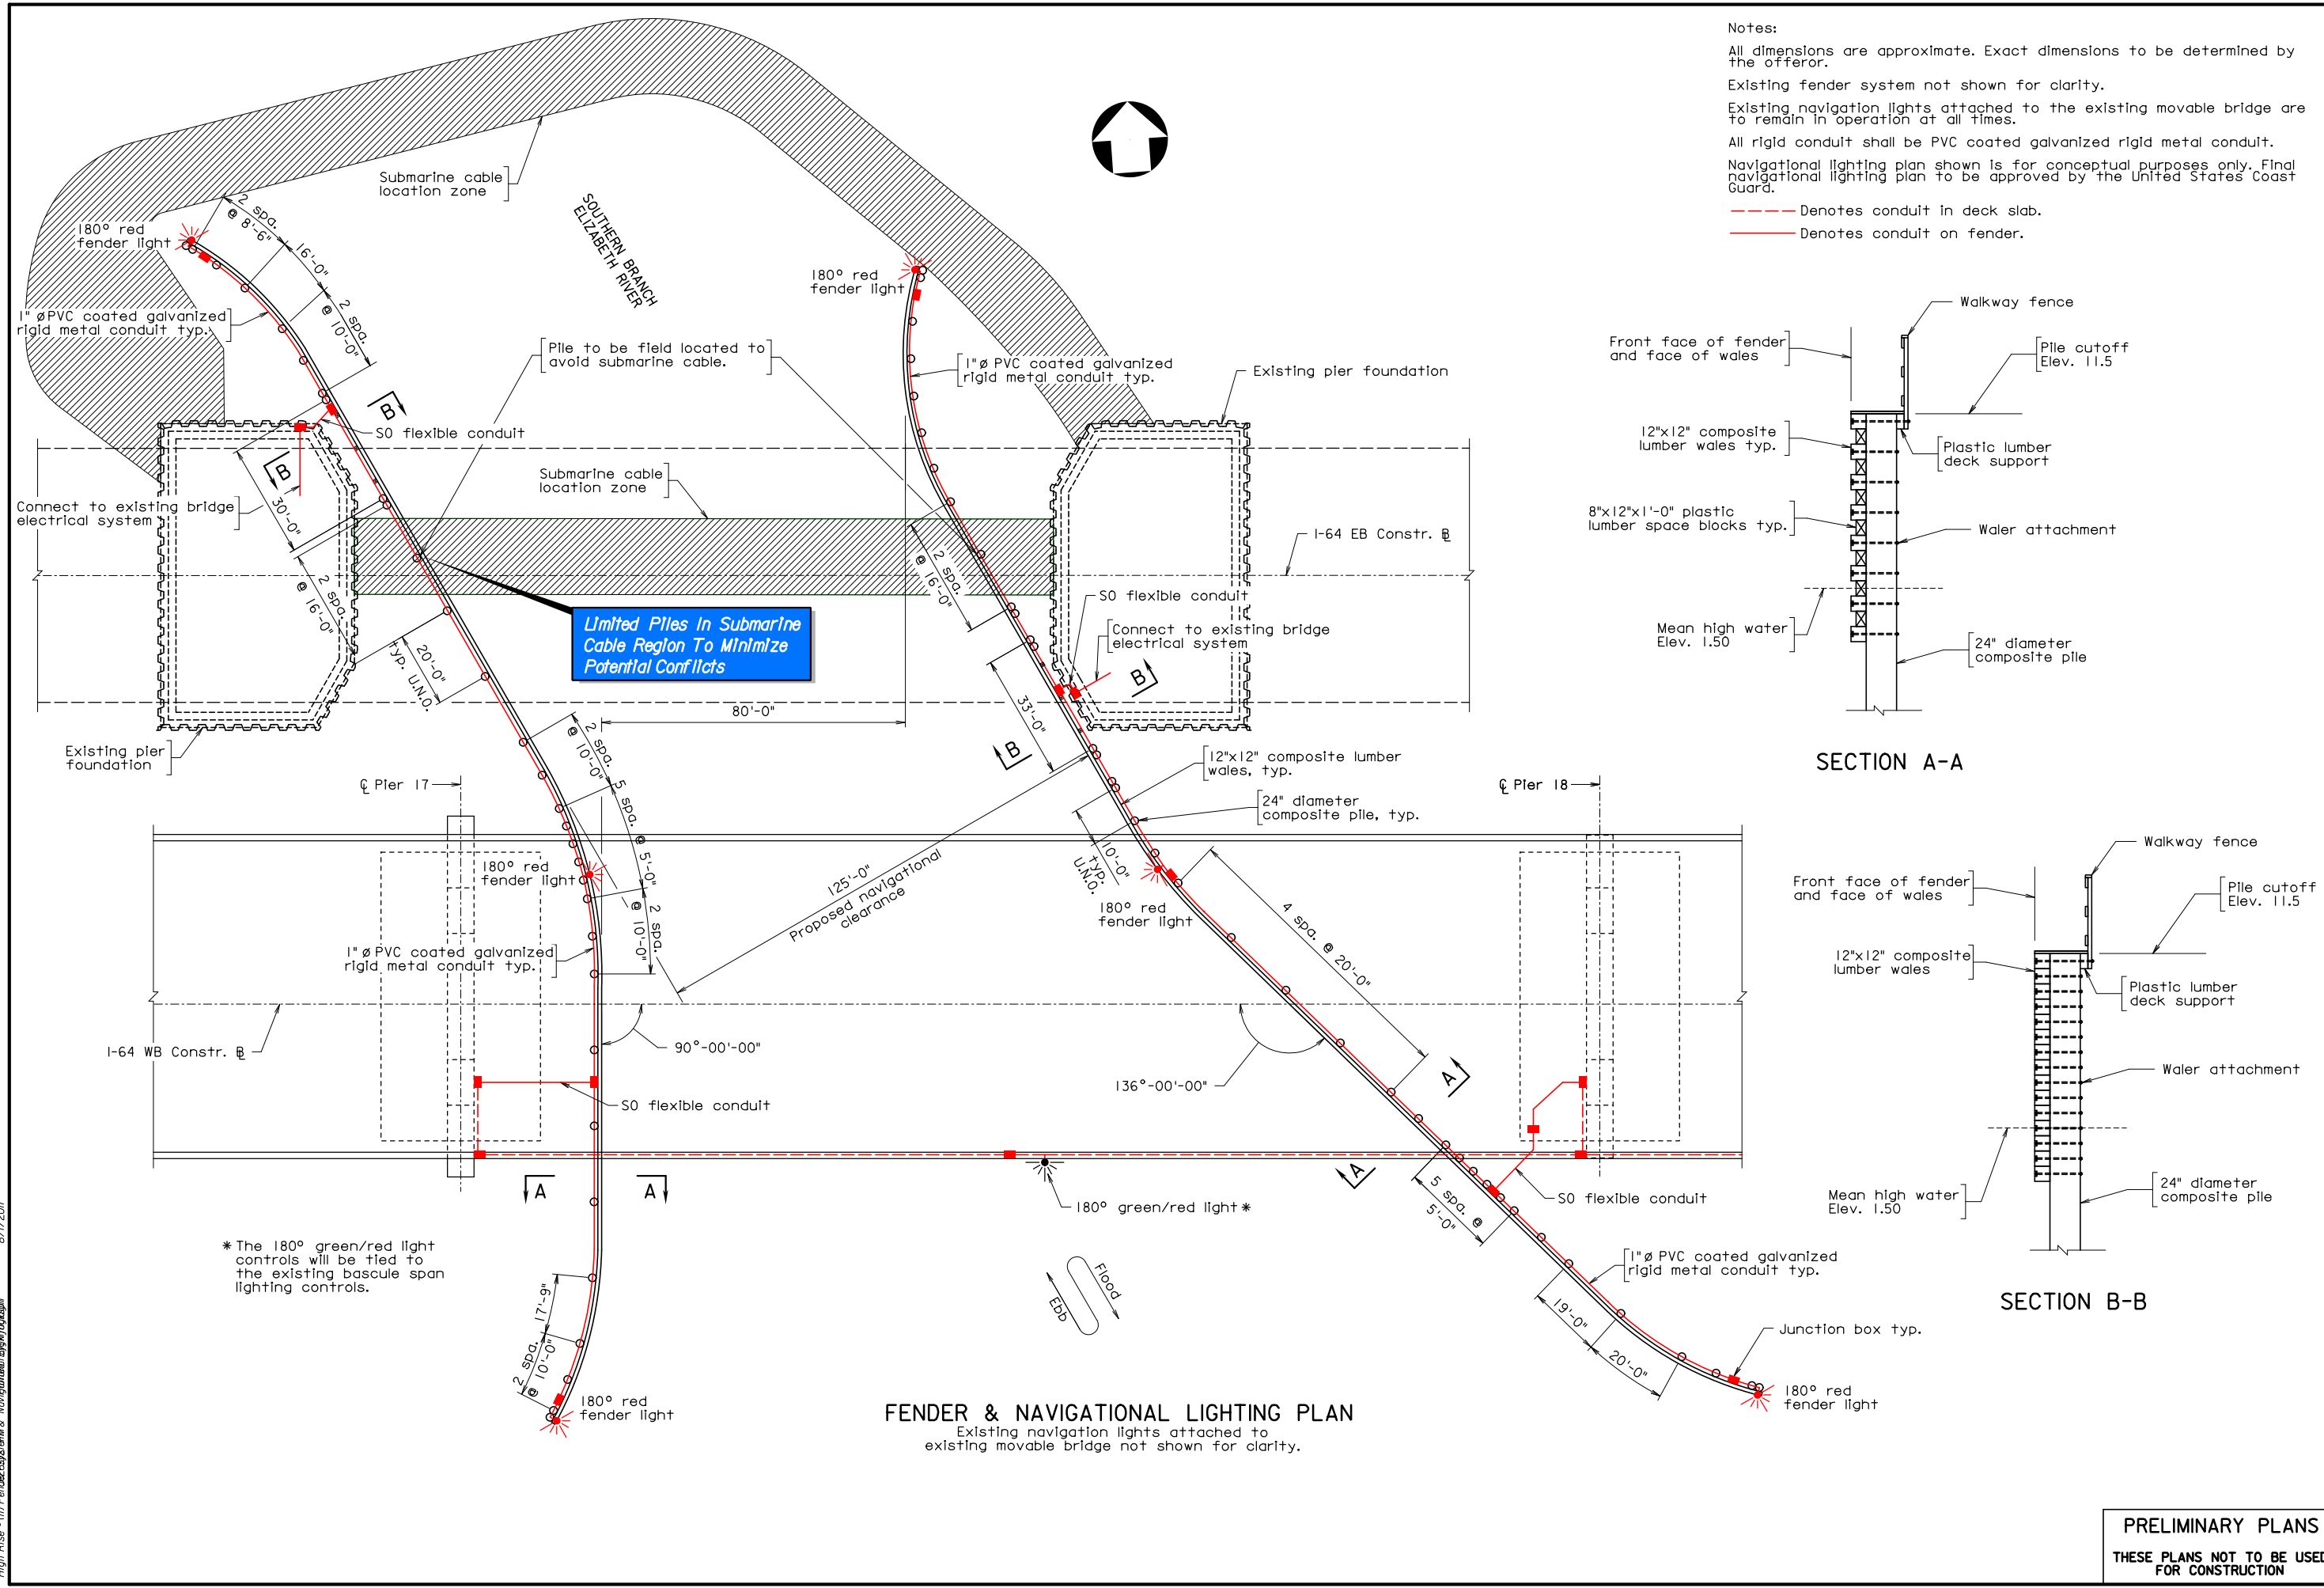 Notes:
All dimensions are approximate. Exact dimensions to be determined by
the offeror.
Existing fender system not shown for clarity.
Existing navigation lights attached to the existing movable bridge are
to remain in operation at all times.
All rigid conduit shall be PVC coated galvanized rigid metal conduit.
Navigational lighting plan shown is for conceptual purposes only. Final
navigational lighting plan to be approved by the United States Coast
Guard.
Denotes conduit in deck slab.
Denotes conduit on fender.
Submarine cable
location zone
SOUTHERN BRANCH
ELIZABETH RIVER
180° red
fender light
2 spa.
@ 8'-6"
16'-0"
2 spa.
@ 10'-0"
180° red
fender light
1" ø PVC coated galvanized
rigid metal conduit typ.
Pile to be field located to
avoid submarine cable.
1" ø PVC coated galvanized
rigid metal conduit typ.
Existing pier foundation
B
SO flexible conduit
B
Submarine cable
location zone
Connect to existing bridge
electrical system
30'-0"
2 spa.
@ 16'-0"
2 spa.
@ 16'-0"
I-64 EB Constr. ℄
SO flexible conduit
Limited Piles In Submarine
Cable Region To Minimize
Potential Conflicts
Connect to existing bridge
electrical system
B
20'-0"
typ. U.N.O.
80'-0"
33'-0"
B
Existing pier
foundation
2 spa.
@ 10'-0"
5 spa. @ 5'-0"
2 spa.
@ 10'-0"
12"x12" composite lumber
wales, typ.
24" diameter
composite pile, typ.
℄ Pier 17
℄ Pier 18
10'-0"
typ.
U.N.O.
180° red
fender light
125'-0"
Proposed navigational
clearance
180° red
fender light
4 spa. @ 20'-0"
1" ø PVC coated galvanized
rigid metal conduit typ.
I-64 WB Constr. ℄
90°-00'-00"
136°-00'-00"
A
SO flexible conduit
A
A
A
5 spa. @
5'-0"
SO flexible conduit
180° green/red light *
* The 180° green/red light
controls will be tied to
the existing bascule span
lighting controls.
Flood
Ebb
1" ø PVC coated galvanized
rigid metal conduit typ.
17'-9"
2 spa.
@ 10'-0"
19'-0"
20'-0"
Junction box typ.
180° red
fender light
180° red
fender light
FENDER & NAVIGATIONAL LIGHTING PLAN
Existing navigation lights attached to
existing movable bridge not shown for clarity.
Walkway fence
Front face of fender
and face of wales
Pile cutoff
Elev. 11.5
12"x12" composite
lumber wales typ.
Plastic lumber
deck support
8"x12"x1'-0" plastic
lumber space blocks typ.
Waler attachment
Mean high water
Elev. 1.50
24" diameter
composite pile
SECTION A-A
Walkway fence
Front face of fender
and face of wales
Pile cutoff
Elev. 11.5
12"x12" composite
lumber wales
Plastic lumber
deck support
Waler attachment
Mean high water
Elev. 1.50
24" diameter
composite pile
SECTION B-B
PRELIMINARY PLANS
THESE PLANS NOT TO BE USED
FOR CONSTRUCTION